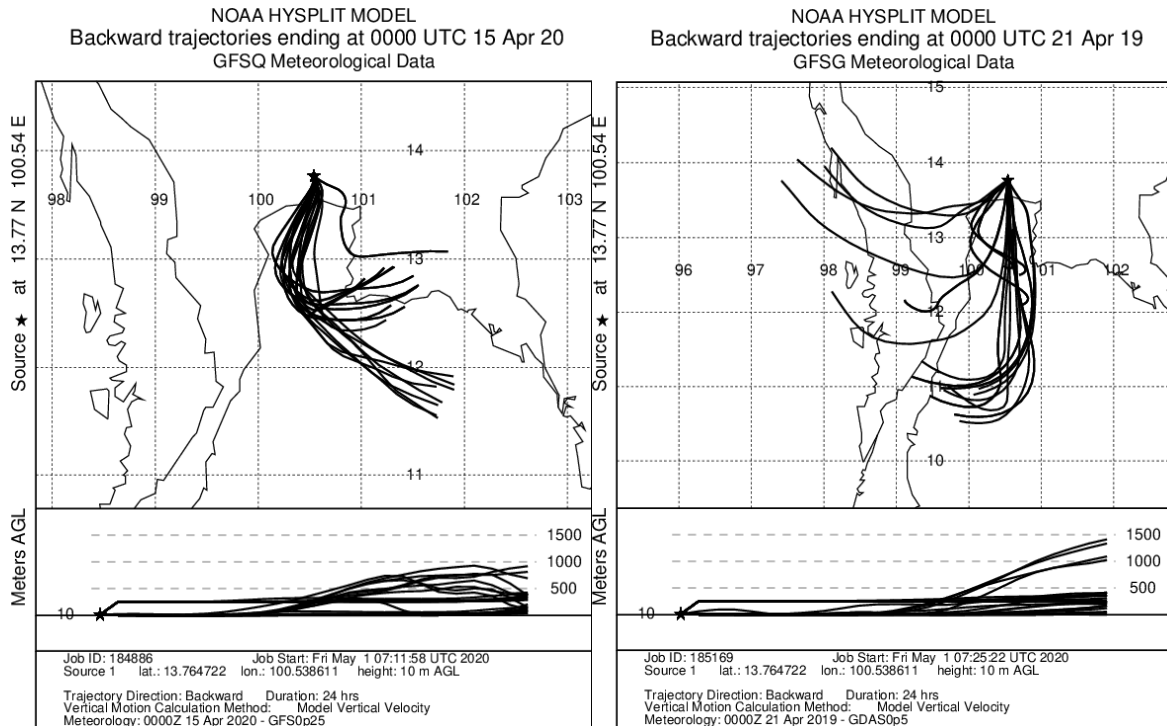 NOAA HYSPLIT MODEL
Backward trajectories ending at 0000 UTC 15 Apr 20
GFSQ Meteorological Data
Source ★ at 13.77 N 100.54 E
14
98 99 100 101 102 103
13
12
11
Meters AGL
1500
1000
500
10
Job ID: 184886 Job Start: Fri May 1 07:11:58 UTC 2020
Source 1 lat.: 13.764722 lon.: 100.538611 height: 10 m AGL
Trajectory Direction: Backward Duration: 24 hrs
Vertical Motion Calculation Method: Model Vertical Velocity
Meteorology: 0000Z 15 Apr 2020 - GFS0p25
NOAA HYSPLIT MODEL
Backward trajectories ending at 0000 UTC 21 Apr 19
GFSG Meteorological Data
Source ★ at 13.77 N 100.54 E
15
14
13
96 97 98 99 100 101 102
12
11
10
Meters AGL
1500
1000
500
10
Job ID: 185169 Job Start: Fri May 1 07:25:22 UTC 2020
Source 1 lat.: 13.764722 lon.: 100.538611 height: 10 m AGL
Trajectory Direction: Backward Duration: 24 hrs
Vertical Motion Calculation Method: Model Vertical Velocity
Meteorology: 0000Z 21 Apr 2019 - GDAS0p5